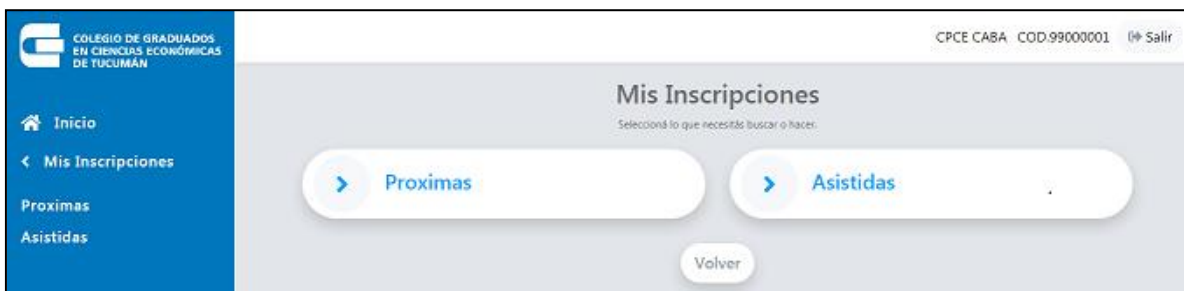 COLEGIO DE GRADUADOS
EN CIENCIAS ECONÓMICAS
DE TUCUMÁN
CPCE CABA COD.99000001 Salir
Inicio
Mis Inscripciones
Proximas
Asistidas
Mis Inscripciones
Seleccioná lo que necesitás buscar o hacer.
Proximas
Asistidas
Volver